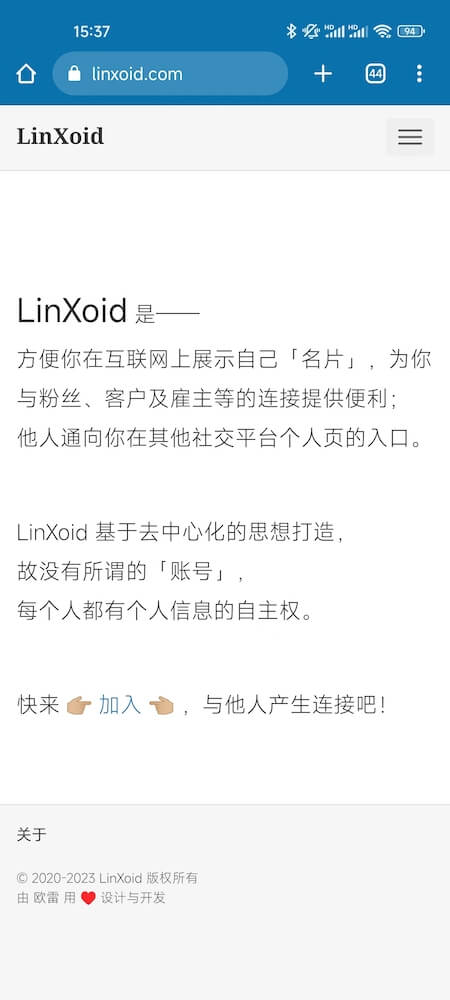 15:37
HD HD 94
linxoid.com 44
LinXoid
LinXoid 是——
方便你在互联网上展示自己「名片」，为你
与粉丝、客户及雇主等的连接提供便利；
他人通向你在其他社交平台个人页的入口。
LinXoid 基于去中心化的思想打造，
故没有所谓的「账号」，
每个人都有个人信息的自主权。
快来 👉🏼 加入 👈🏼 ，与他人产生连接吧！
关于
© 2020-2023 LinXoid 版权所有
由 欧雷 用 ❤️ 设计与开发